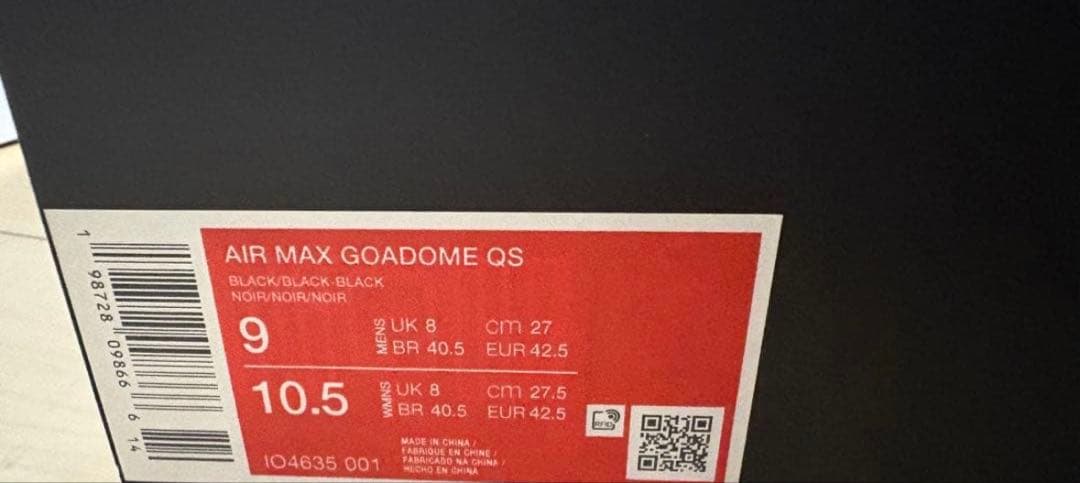 AIR MAX GOADOME QS
BLACK/BLACK-BLACK
NOIR/NOIR/NOIR
9
MENS
UK 8 cm 27
BR 40.5 EUR 42.5
10.5
WMNS
UK 8 cm 27.5
BR 40.5 EUR 42.5
RFID
MADE IN CHINA /
FABRIQUÉ EN CHINE /
FABRICADO NA CHINA /
HECHO EN CHINA
IO4635 001
1 98728 09866 6 14